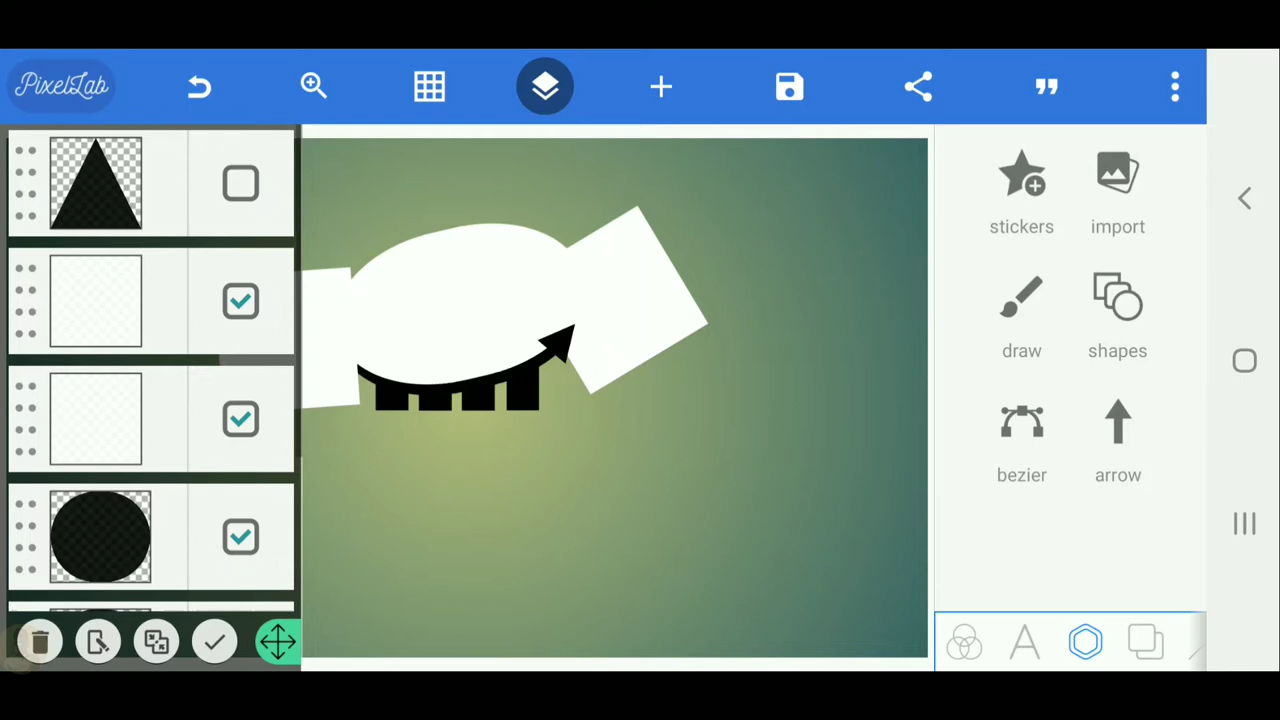 PixelLab
stickers
import
draw
shapes
bezier
arrow